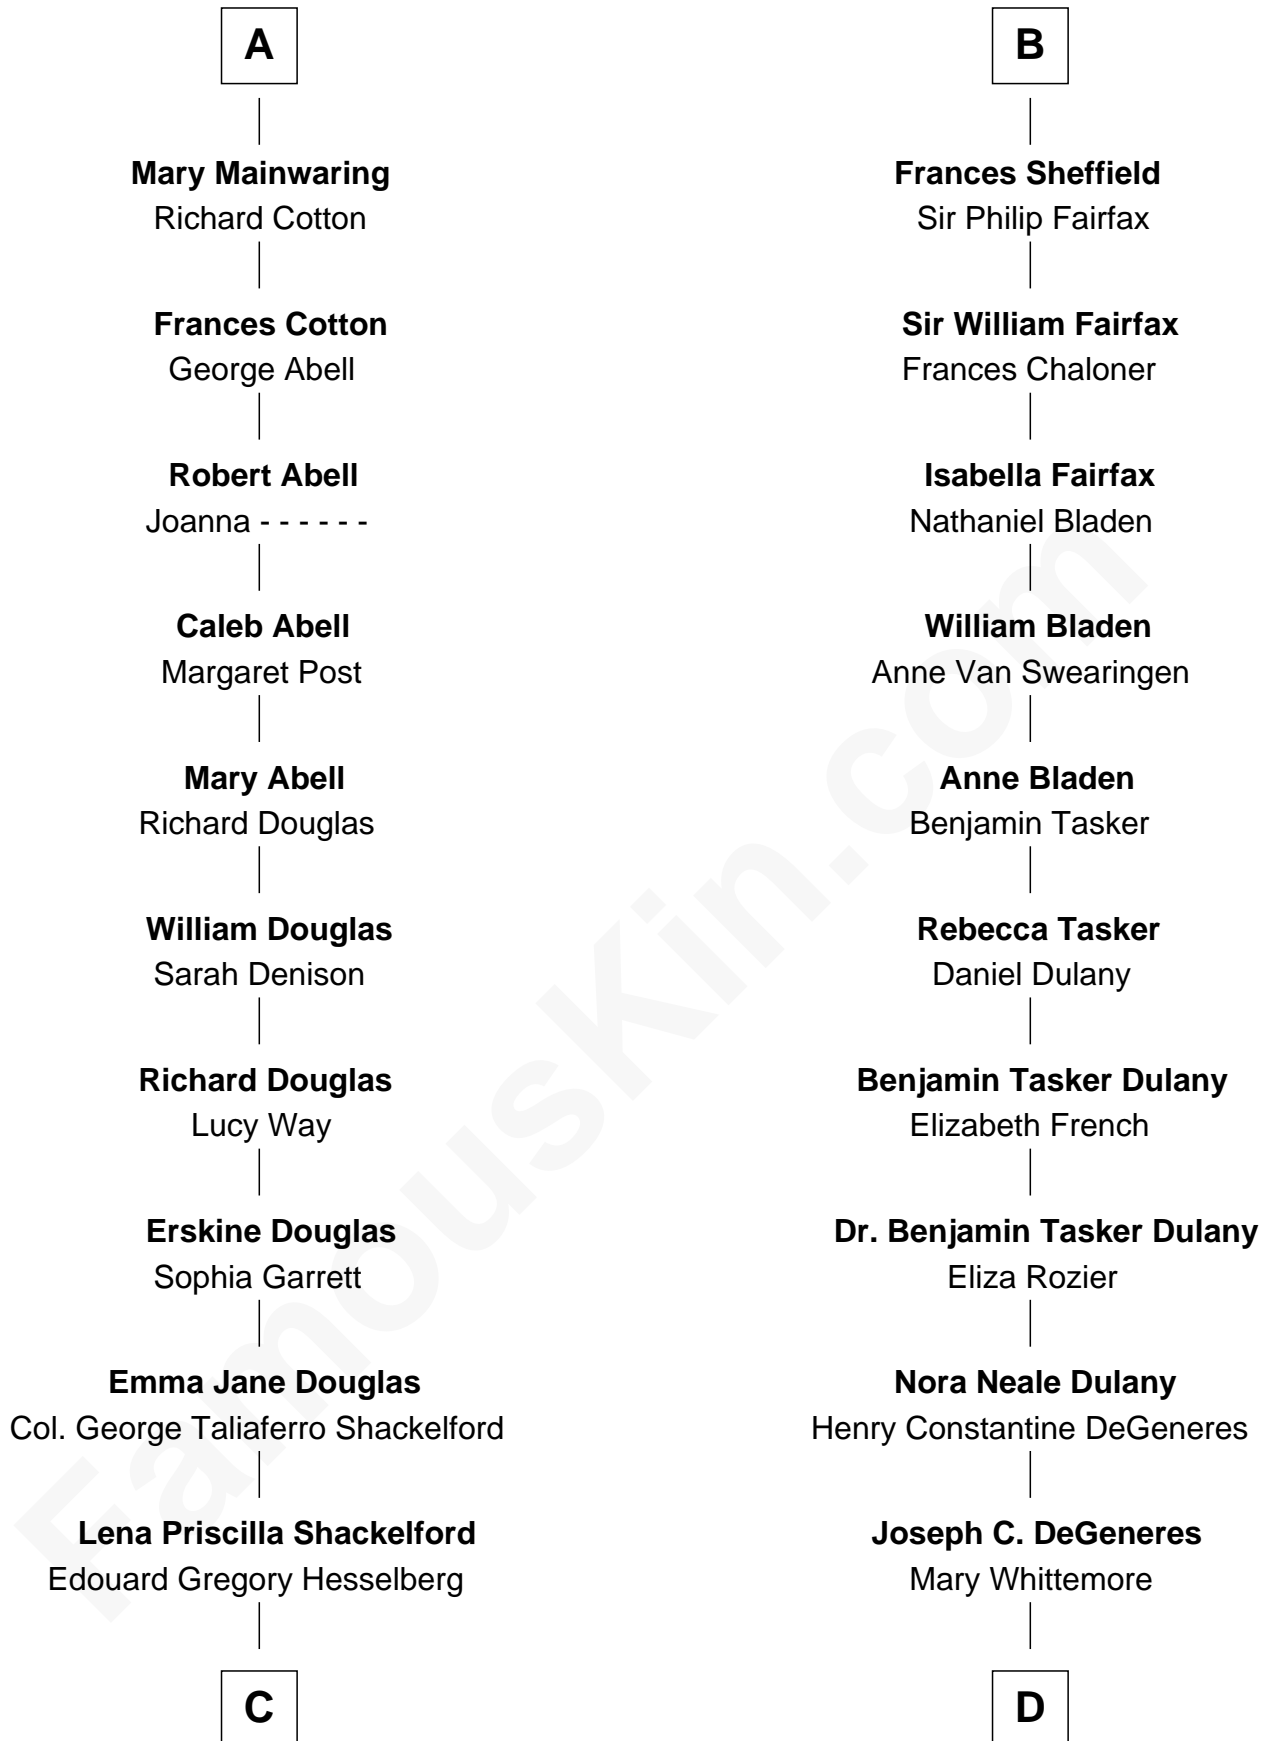 A
Mary Mainwaring
Richard Cotton
Frances Cotton
George Abell
Robert Abell
Joanna - - - - - -
Caleb Abell
Margaret Post
Mary Abell
Richard Douglas
William Douglas
Sarah Denison
Richard Douglas
Lucy Way
Erskine Douglas
Sophia Garrett
Emma Jane Douglas
Col. George Taliaferro Shackelford
Lena Priscilla Shackelford
Edouard Gregory Hesselberg
C
B
Frances Sheffield
Sir Philip Fairfax
Sir William Fairfax
Frances Chaloner
Isabella Fairfax
Nathaniel Bladen
William Bladen
Anne Van Swearingen
Anne Bladen
Benjamin Tasker
Rebecca Tasker
Daniel Dulany
Benjamin Tasker Dulany
Elizabeth French
Dr. Benjamin Tasker Dulany
Eliza Rozier
Nora Neale Dulany
Henry Constantine DeGeneres
Joseph C. DeGeneres
Mary Whittemore
D
FamousKin.com